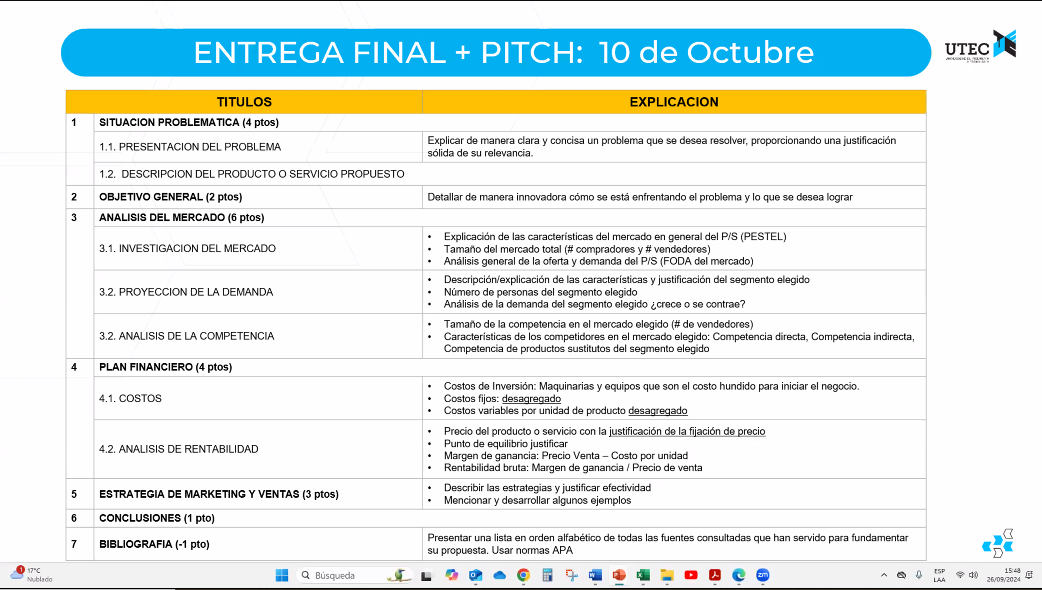 ENTREGA FINAL + PITCH: 10 de Octubre
UTEC
TITULOS
EXPLICACION
1
SITUACION PROBLEMATICA (4 ptos)
1.1. PRESENTACION DEL PROBLEMA
Explicar de manera clara y concisa un problema que se desea resolver, proporcionando una justificación
sólida de su relevancia.
1.2. DESCRIPCION DEL PRODUCTO O SERVICIO PROPUESTO
2
OBJETIVO GENERAL (2 ptos)
Detallar de manera innovadora cómo se está enfrentando el problema y lo que se desea lograr
3
ANALISIS DEL MERCADO (6 ptos)
3.1. INVESTIGACION DEL MERCADO
• Explicación de las características del mercado en general del P/S (PESTEL)
• Tamaño del mercado total (# compradores y # vendedores)
• Análisis general de la oferta y demanda del P/S (FODA del mercado)
3.2. PROYECCION DE LA DEMANDA
• Descripción/explicación de las características y justificación del segmento elegido
• Número de personas del segmento elegido
• Análisis de la demanda del segmento elegido ¿crece o se contrae?
3.2. ANALISIS DE LA COMPETENCIA
• Tamaño de la competencia en el mercado elegido (# de vendedores)
• Características de los competidores en el mercado elegido: Competencia directa, Competencia indirecta,
Competencia de productos sustitutos del segmento elegido
4
PLAN FINANCIERO (4 ptos)
4.1. COSTOS
• Costos de Inversión: Maquinarias y equipos que son el costo hundido para iniciar el negocio.
• Costos fijos: desagregado
• Costos variables por unidad de producto desagregado
4.2. ANALISIS DE RENTABILIDAD
• Precio del producto o servicio con la justificación de la fijación de precio
• Punto de equilibrio justificar
• Margen de ganancia: Precio Venta – Costo por unidad
• Rentabilidad bruta: Margen de ganancia / Precio de venta
5
ESTRATEGIA DE MARKETING Y VENTAS (3 ptos)
• Describir las estrategias y justificar efectividad
• Mencionar y desarrollar algunos ejemplos
6
CONCLUSIONES (1 pto)
7
BIBLIOGRAFIA (-1 pto)
Presentar una lista en orden alfabético de todas las fuentes consultadas que han servido para fundamentar
su propuesta. Usar normas APA
1
17°C
Nublado
Búsqueda
zm
ESP
LAA
15:48
26/09/2024